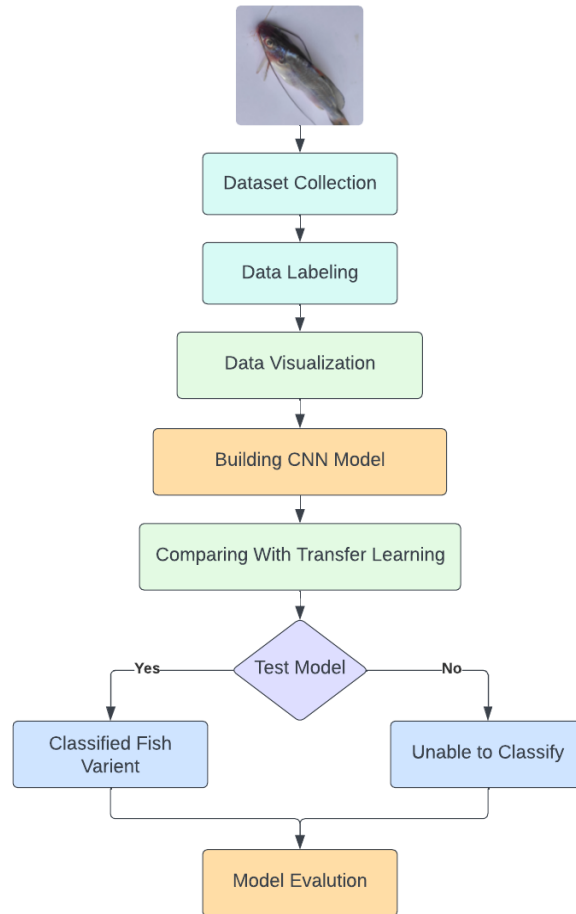 Dataset Collection
Data Labeling
Data Visualization
Building CNN Model
Comparing With Transfer Learning
Test Model
Yes
No
Classified Fish
Varient
Unable to Classify
Model Evalution